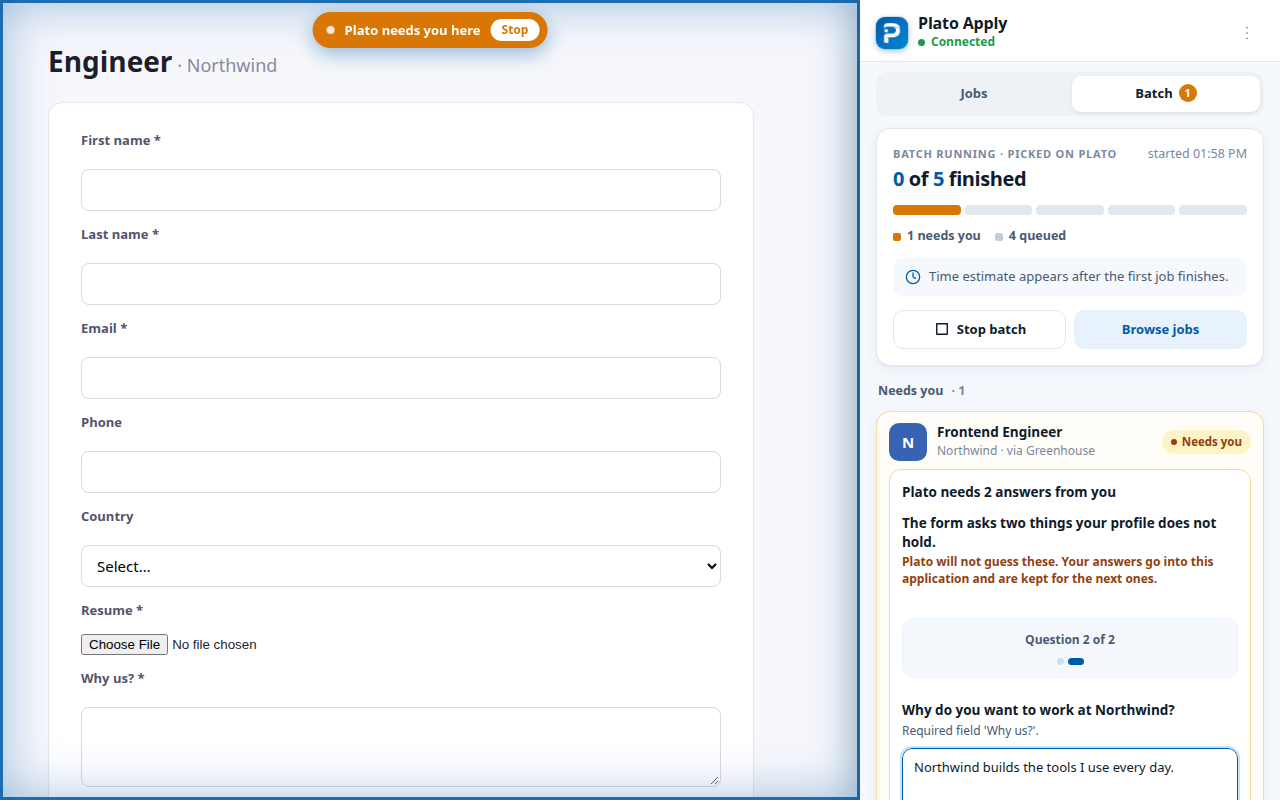 Plato needs you here Stop
Engineer · Northwind
First name *
Last name *
Email *
Phone
Country
Select...
Resume *
Choose File No file chosen
Why us? *
Plato Apply
Connected
Jobs
Batch 1
BATCH RUNNING · PICKED ON PLATO started 01:58 PM
0 of 5 finished
1 needs you 4 queued
Time estimate appears after the first job finishes.
Stop batch
Browse jobs
Needs you · 1
N
Frontend Engineer
Northwind · via Greenhouse
Needs you
Plato needs 2 answers from you
The form asks two things your profile does not
hold.
Plato will not guess these. Your answers go into this
application and are kept for the next ones.
Question 2 of 2
Why do you want to work at Northwind?
Required field 'Why us?'.
Northwind builds the tools I use every day.